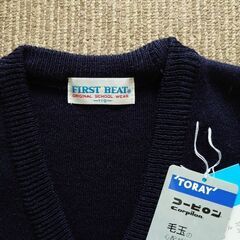 FIRST BEAT®
ORIGINAL SCHOOL WEAR
TORAY
コーピロン
Corpilon
毛玉の